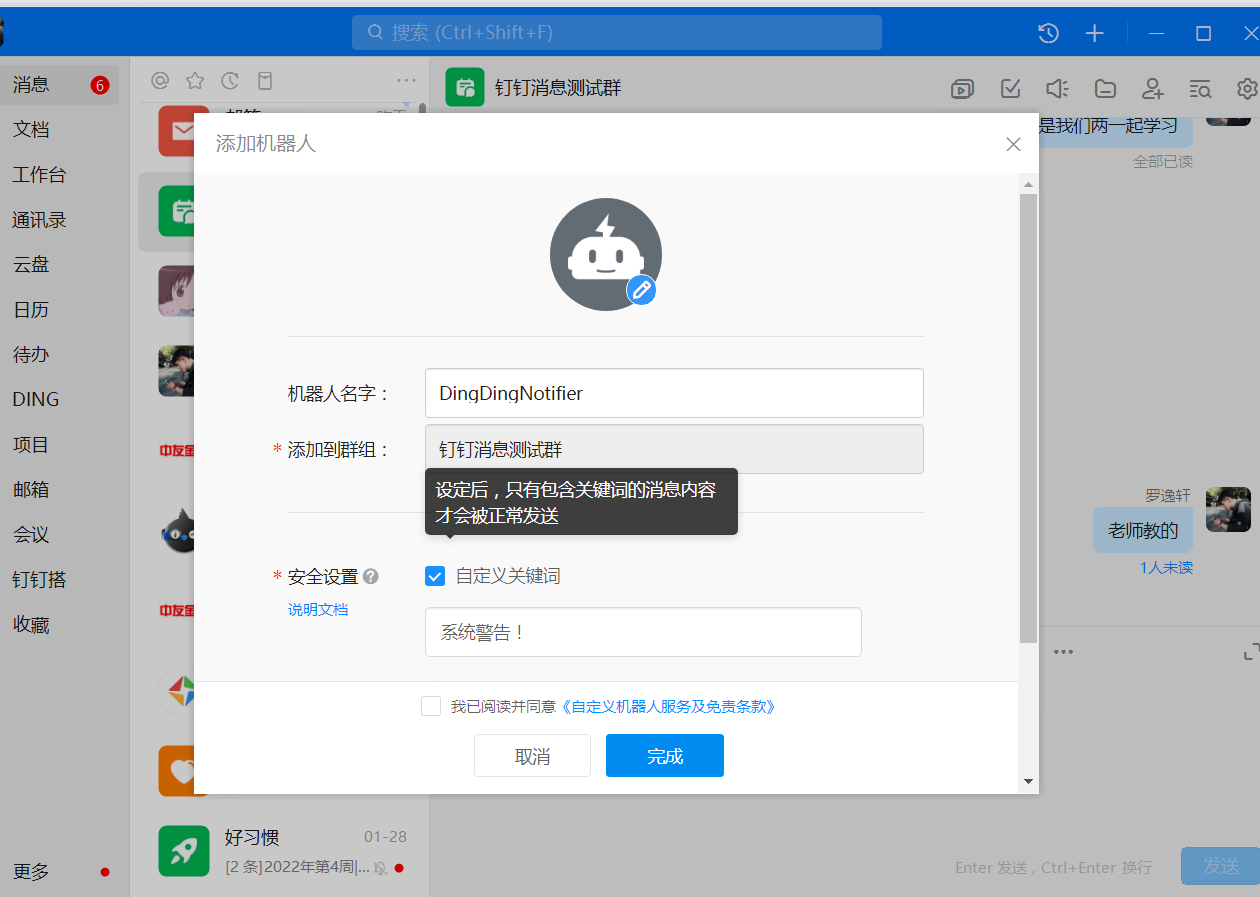 搜索 (Ctrl+Shift+F)
消息
6
文档
工作台
通讯录
云盘
日历
待办
DING
项目
邮箱
会议
钉钉搭
收藏
更多
钉钉消息测试群
是我们两一起学习
全部已读
罗逸轩
老师教的
1人未读
Enter 发送，Ctrl+Enter 换行
发送
中友金
中友金
好习惯
01-28
[2 条]2022年第4周|...
添加机器人
机器人名字：
DingDingNotifier
* 添加到群组：
钉钉消息测试群
设定后，只有包含关键词的消息内容
才会被正常发送
* 安全设置
自定义关键词
说明文档
系统警告！
我已阅读并同意《自定义机器人服务及免责条款》
取消
完成